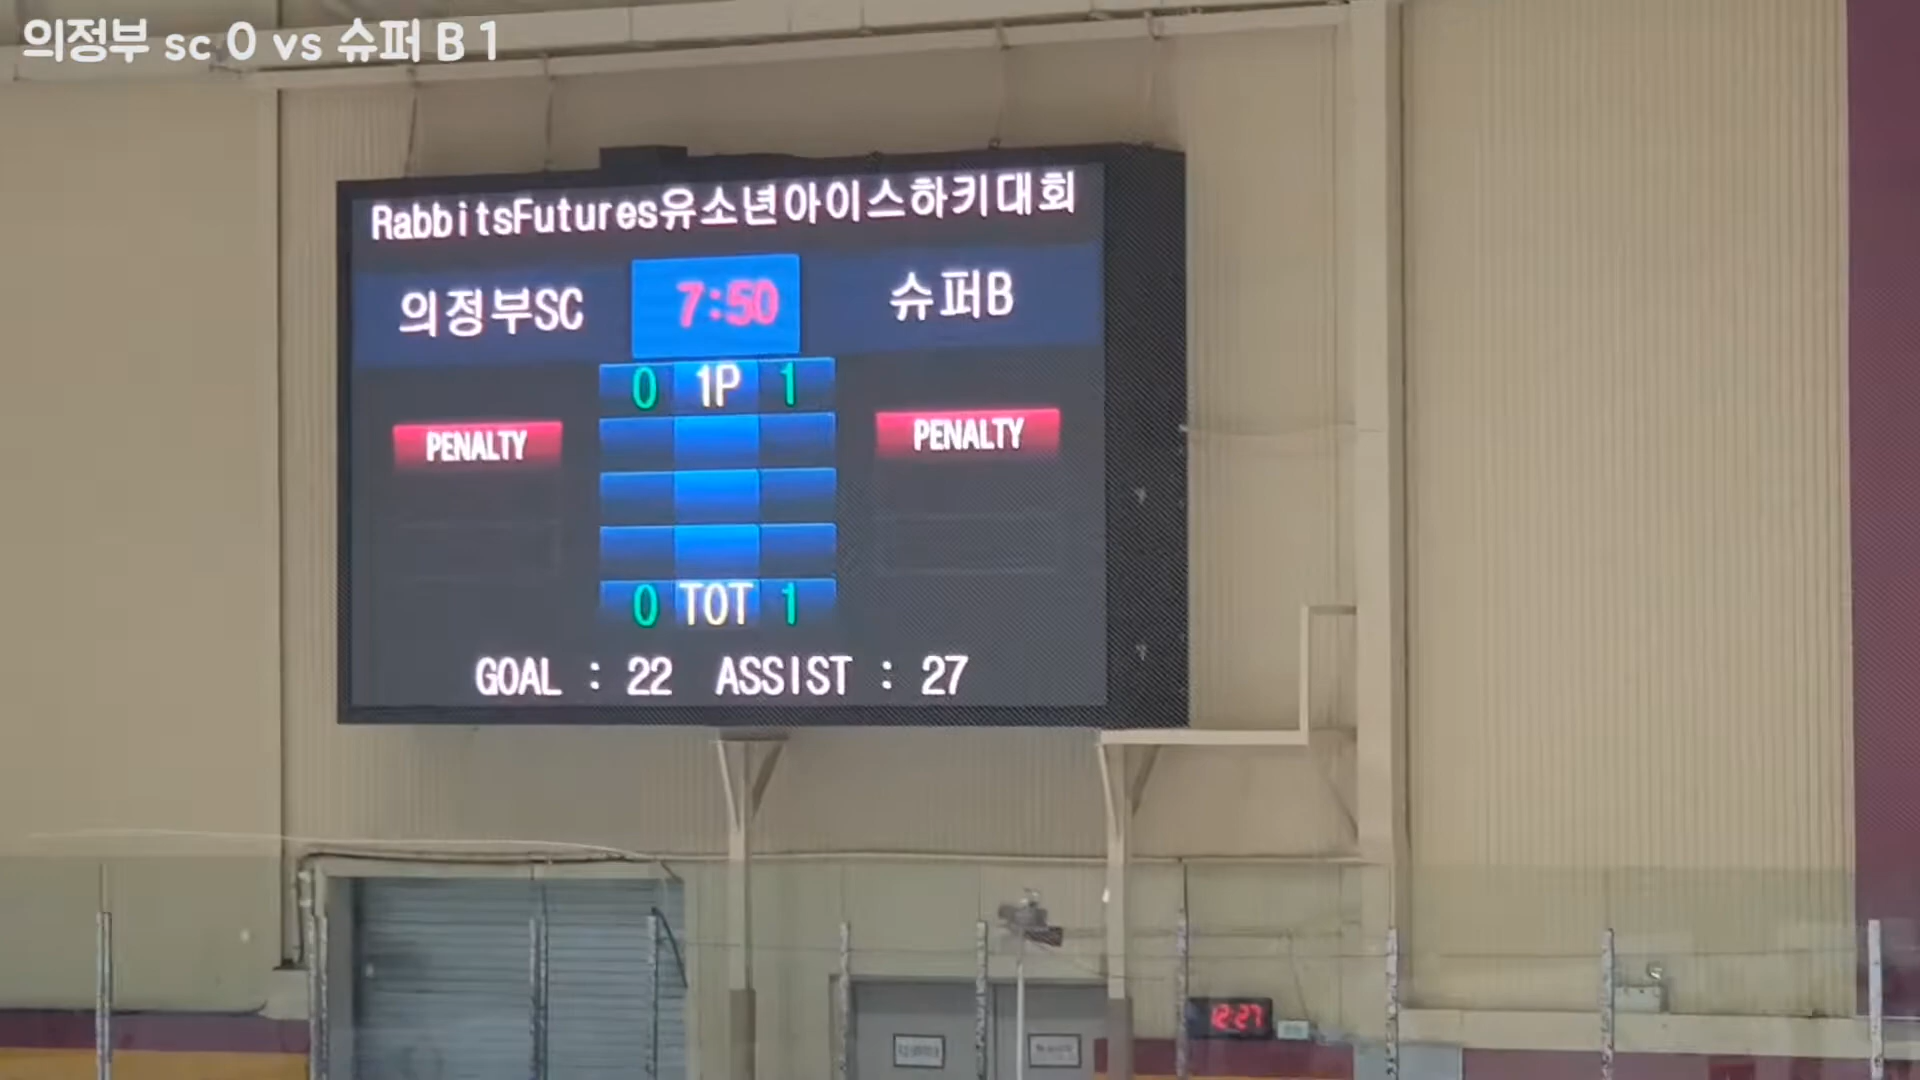 의정부 sc 0 vs 슈퍼 B 1
RabbitsFutures유소년아이스하키대회
의정부SC 7:50 슈퍼B
0 1P 1
PENALTY PENALTY
0 TOT 1
GOAL : 22 ASSIST : 27
12:27